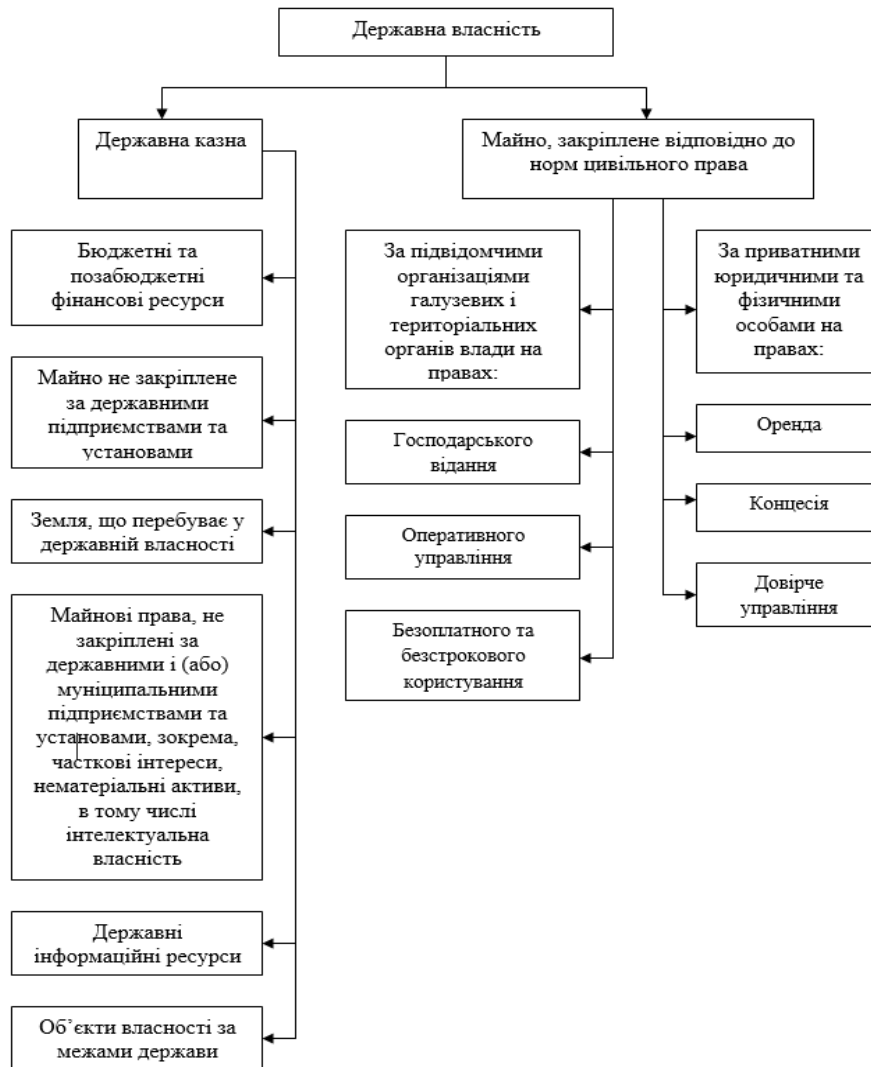 Державна власність
Державна казна
Майно, закріплене відповідно до
норм цивільного права
Бюджетні та
позабюджетні
фінансові ресурси
Майно не закріплене
за державними
підприємствами та
установами
Земля, що перебуває у
державній власності
Майнові права, не
закріплені за
державними і (або)
муніципальними
підприємствами та
установами, зокрема,
часткові інтереси,
нематеріальні активи,
в тому числі
інтелектуальна
власність
Державні
інформаційні ресурси
Об’єкти власності за
межами держави
За підвідомчими
організаціями
галузевих і
територіальних
органів влади на
правах:
Господарського
відання
Оперативного
управління
Безоплатного та
безстрокового
користування
За приватними
юридичними та
фізичними
особами на
правах:
Оренда
Концесія
Довірче
управління